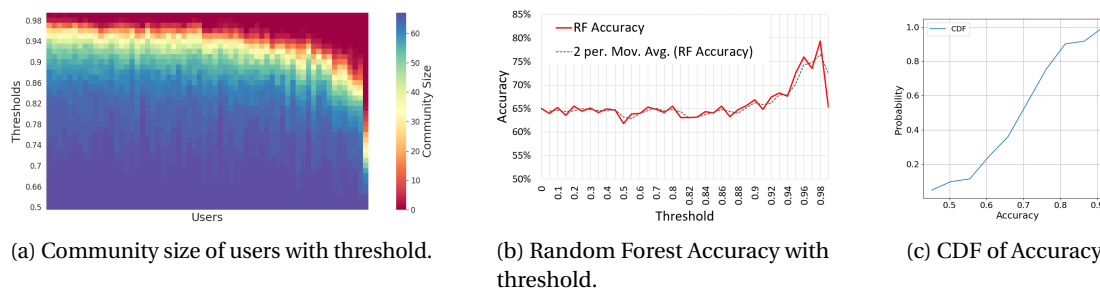 0.98
0.94
0.9
0.86
0.82
0.78
0.74
0.7
0.66
0.5
Thresholds
Users
60
50
40
30
20
10
0
Community Size
(a) Community size of users with threshold.
85%
80%
75%
70%
65%
60%
55%
50%
Accuracy
RF Accuracy
2 per. Mov. Avg. (RF Accuracy)
0 0.1 0.2 0.3 0.4 0.5 0.6 0.7 0.8 0.82 0.84 0.86 0.88 0.9 0.92 0.94 0.96 0.98
Threshold
(b) Random Forest Accuracy with
threshold.
1.0
0.8
0.6
0.4
0.2
Probability
CDF
0.5 0.6 0.7 0.8 0.9
Accuracy
(c) CDF of Accuracy